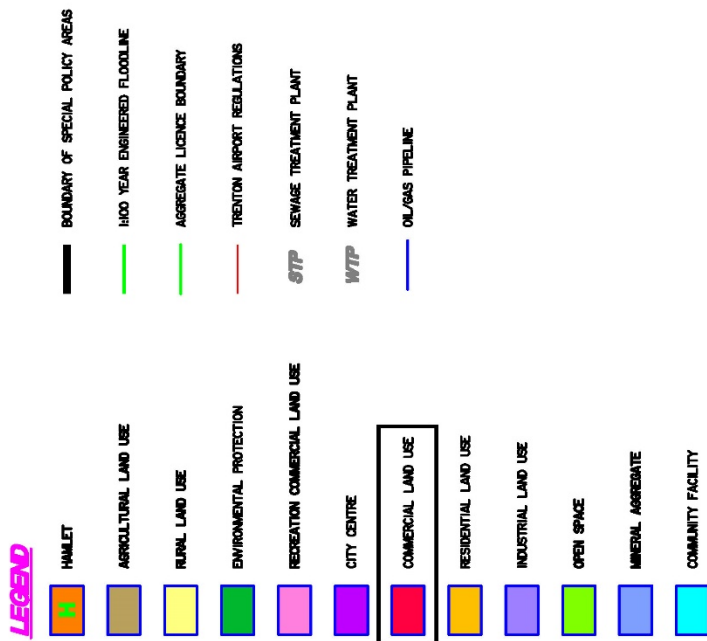 LEGEND
H
HAMLET
AGRICULTURAL LAND USE
RURAL LAND USE
ENVIRONMENTAL PROTECTION
RECREATION COMMERCIAL LAND USE
CITY CENTRE
COMMERCIAL LAND USE
RESIDENTIAL LAND USE
INDUSTRIAL LAND USE
OPEN SPACE
MINERAL AGGREGATE
COMMUNITY FACILITY
BOUNDARY OF SPECIAL POLICY AREAS
1:100 YEAR ENGINEERED FLOODLINE
AGGREGATE LICENCE BOUNDARY
TRENTON AIRPORT REGULATIONS
STP SEWAGE TREATMENT PLANT
WTP WATER TREATMENT PLANT
OIL/GAS PIPELINE